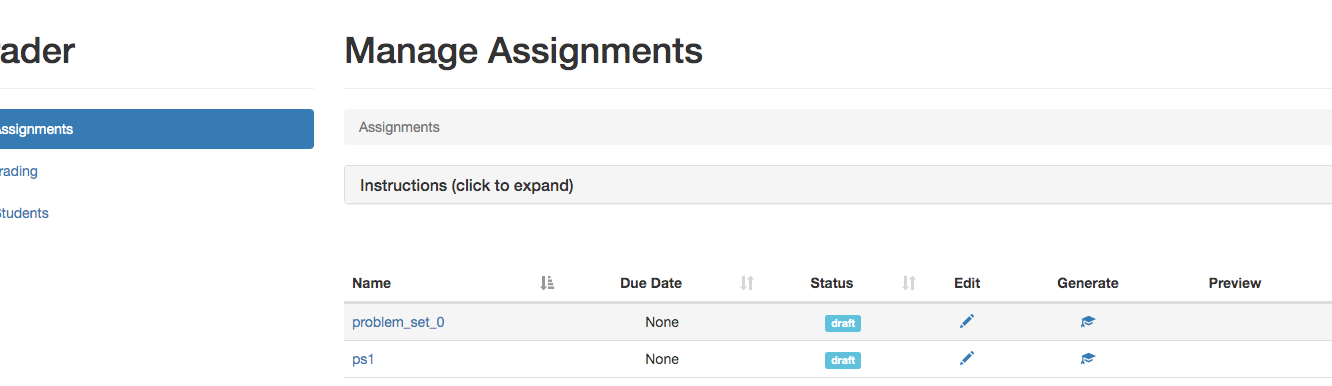 ader
Manage Assignments
ssignments
Assignments
rading
Instructions (click to expand)
tudents
Name Due Date Status Edit Generate Preview
problem_set_0 None draft
ps1 None draft